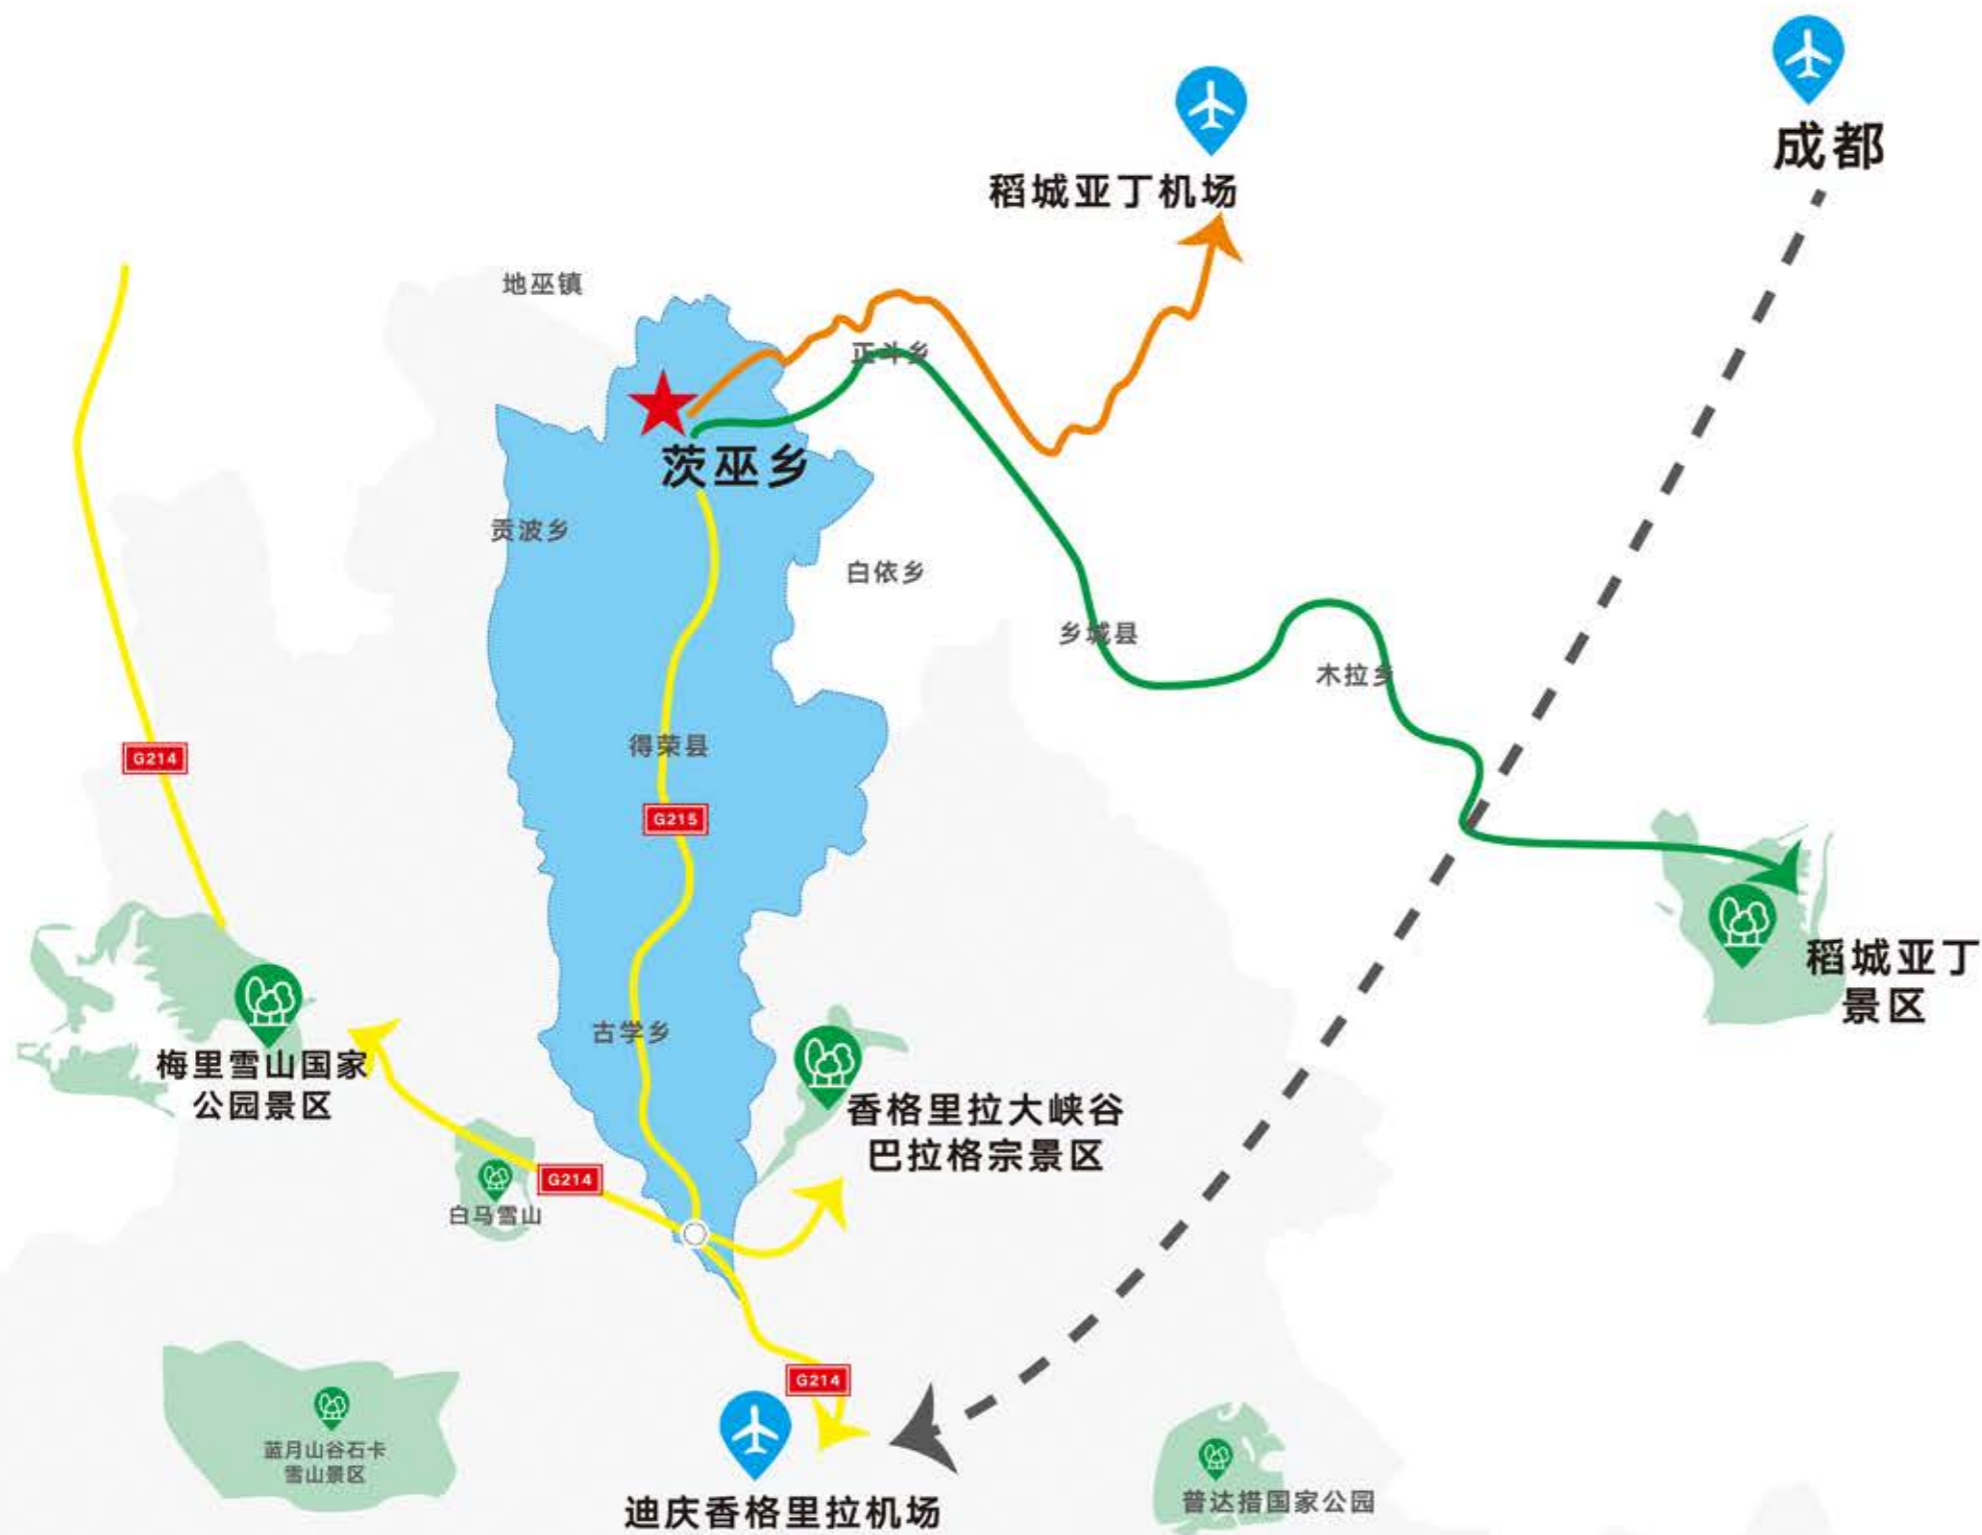 成都
稻城亚丁机场
地巫镇
正斗乡
茨巫乡
贡波乡
白依乡
乡城县
木拉乡
得荣县
G214
G215
稻城亚丁
景区
古学乡
梅里雪山国家
公园景区
香格里拉大峡谷
巴拉格宗景区
G214
白马雪山
G214
蓝月山谷石卡
雪山景区
迪庆香格里拉机场
普达措国家公园